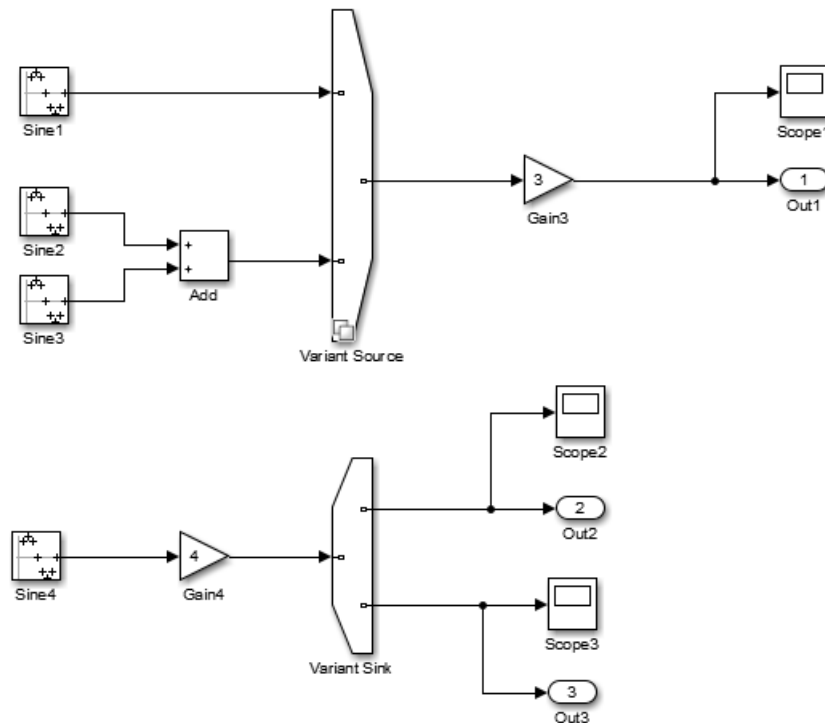 Sine1
Scope1
3
Gain3
1
Out1
Sine2
+
+
Add
Sine3
Variant Source
Scope2
2
Out2
Sine4
4
Gain4
Scope3
Variant Sink
3
Out3